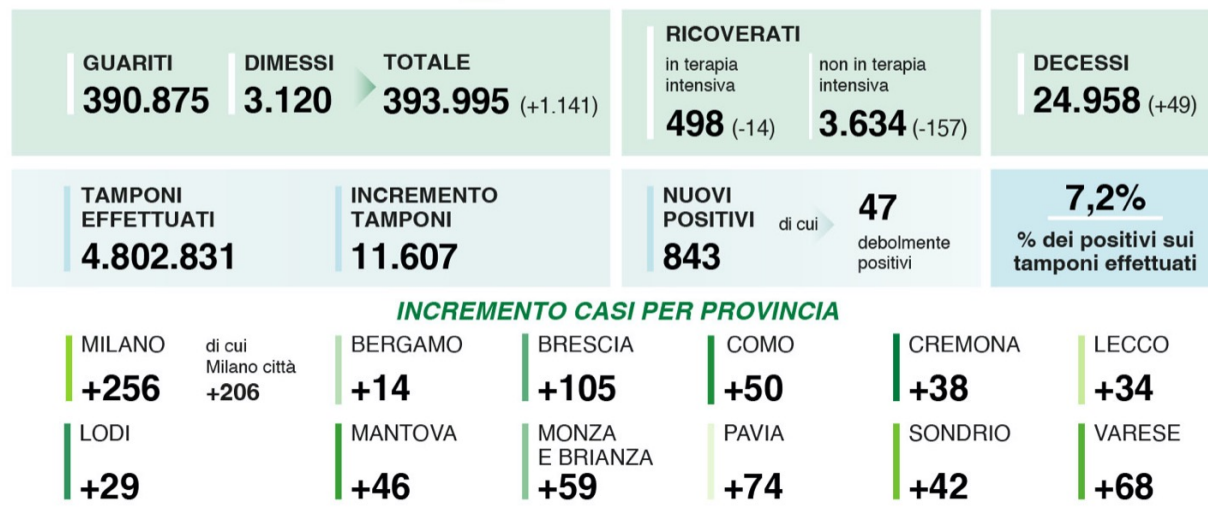 GUARITI
390.875
DIMESSI
3.120
TOTALE
393.995 (+1.141)
RICOVERATI
in terapia
intensiva
498 (-14)
non in terapia
intensiva
3.634 (-157)
DECESSI
24.958 (+49)
TAMPONI
EFFETTUATI
4.802.831
INCREMENTO
TAMPONI
11.607
NUOVI
POSITIVI
843
di cui
47
debolmente
positivi
7,2%
% dei positivi sui
tamponi effettuati
INCREMENTO CASI PER PROVINCIA
MILANO
+256
di cui
Milano città
+206
BERGAMO
+14
BRESCIA
+105
COMO
+50
CREMONA
+38
LECCO
+34
LODI
+29
MANTOVA
+46
MONZA
E BRIANZA
+59
PAVIA
+74
SONDRIO
+42
VARESE
+68